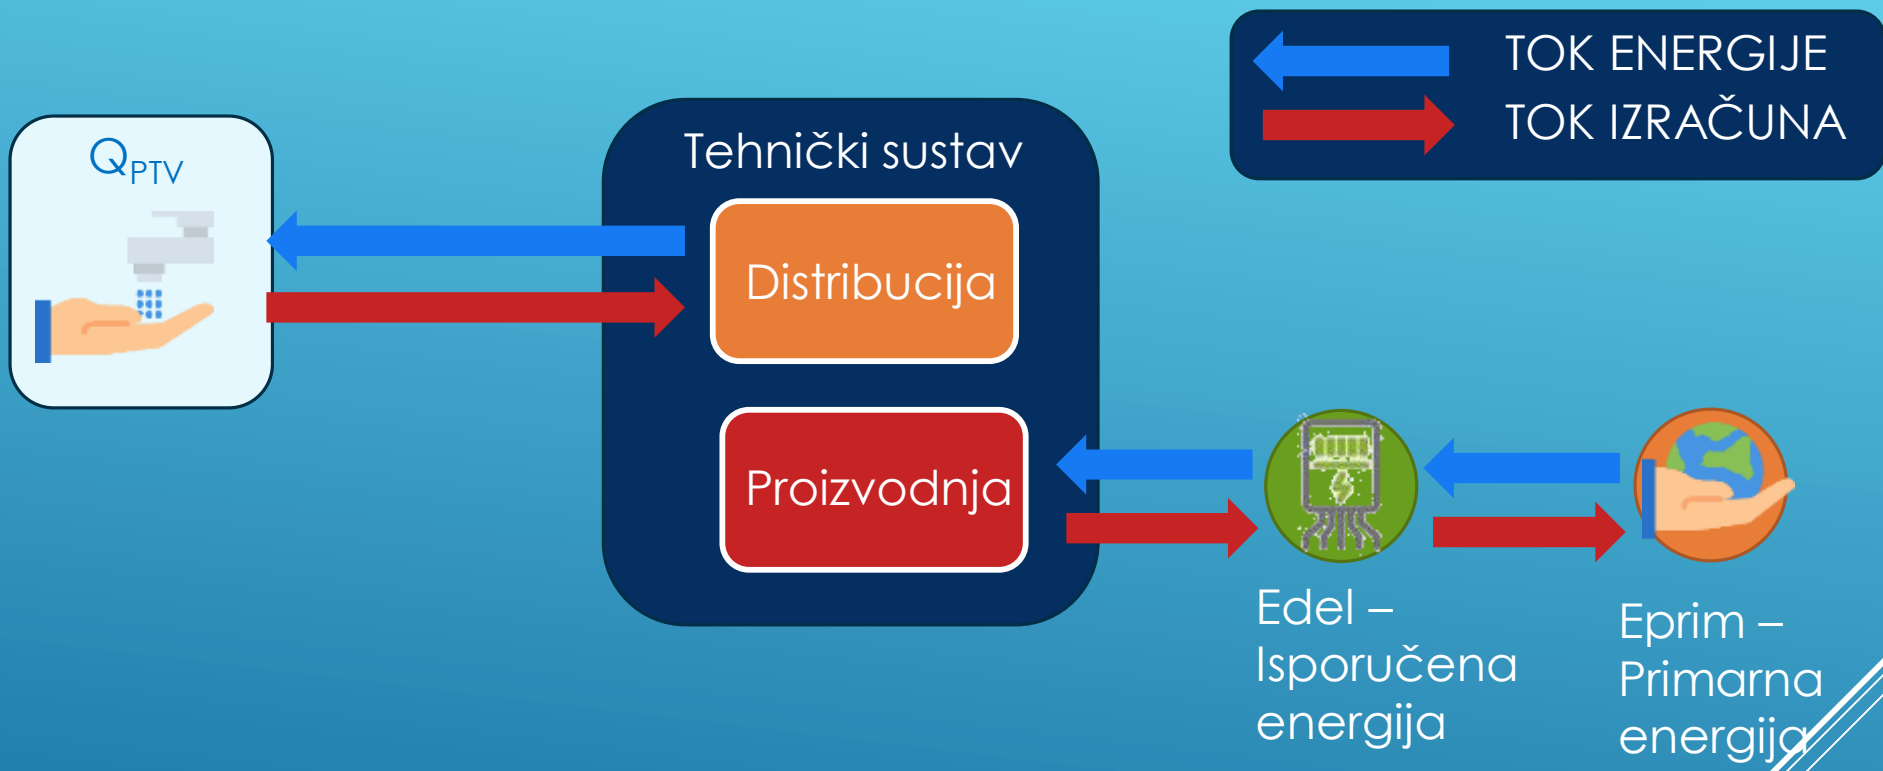 TOK ENERGIJE
TOK IZRAČUNA
QPTV
Tehnički sustav
Distribucija
Proizvodnja
Edel –
Isporučena
energija
Eprim –
Primarna
energija